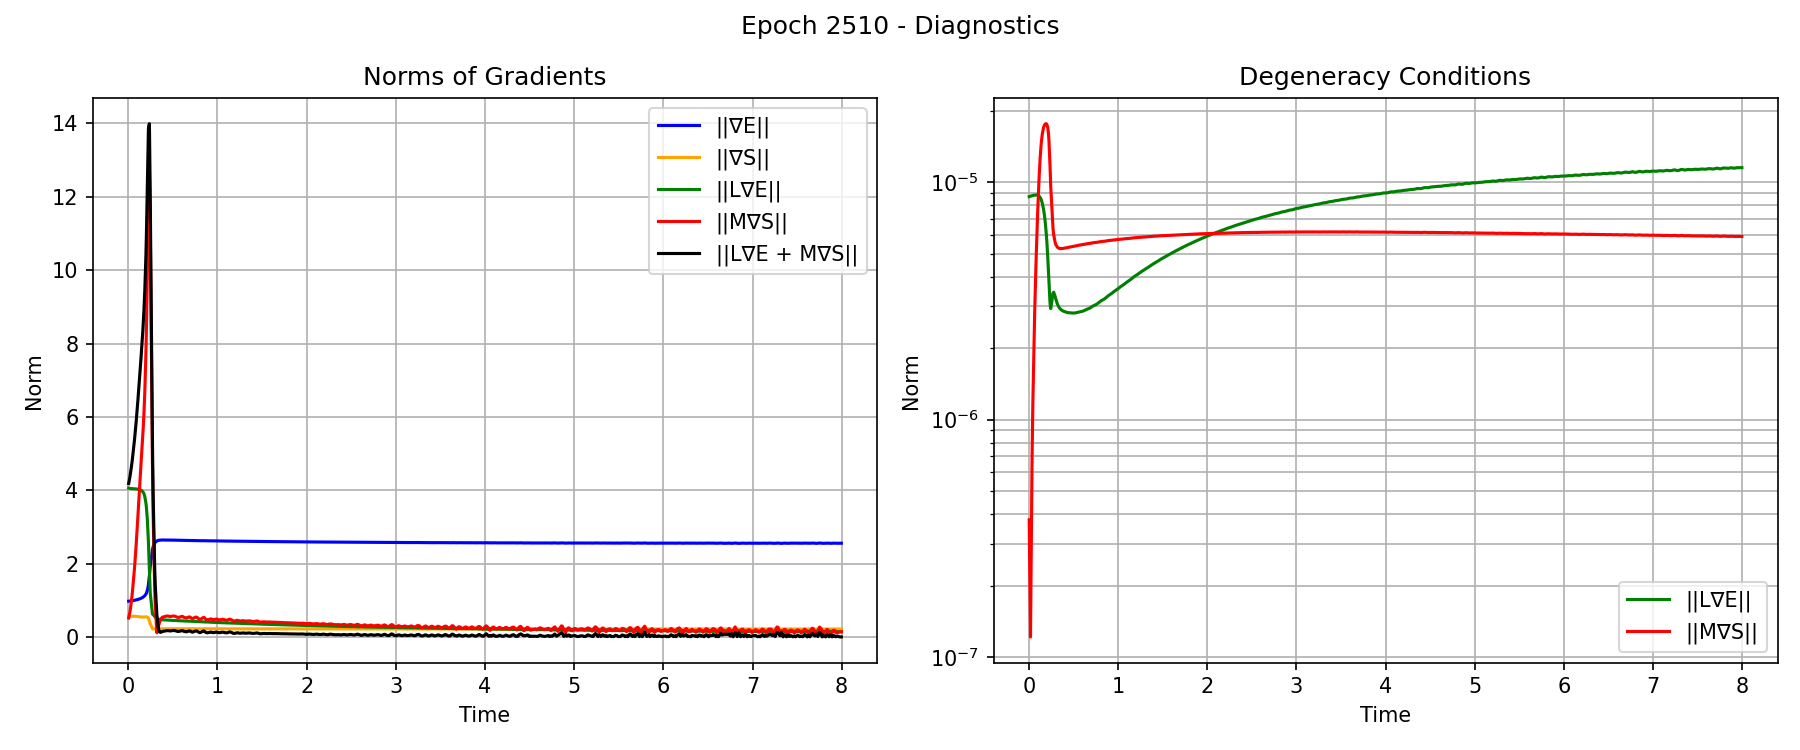 Epoch 2510 - Diagnostics
Norms of Gradients
Norm
14
12
10
8
6
4
2
0
0 1 2 3 4 5 6 7 8
Time
||∇E||
||∇S||
||L∇E||
||M∇S||
||L∇E + M∇S||
Degeneracy Conditions
Norm
10⁻⁵
10⁻⁶
10⁻⁷
0 1 2 3 4 5 6 7 8
Time
||L∇E||
||M∇S||